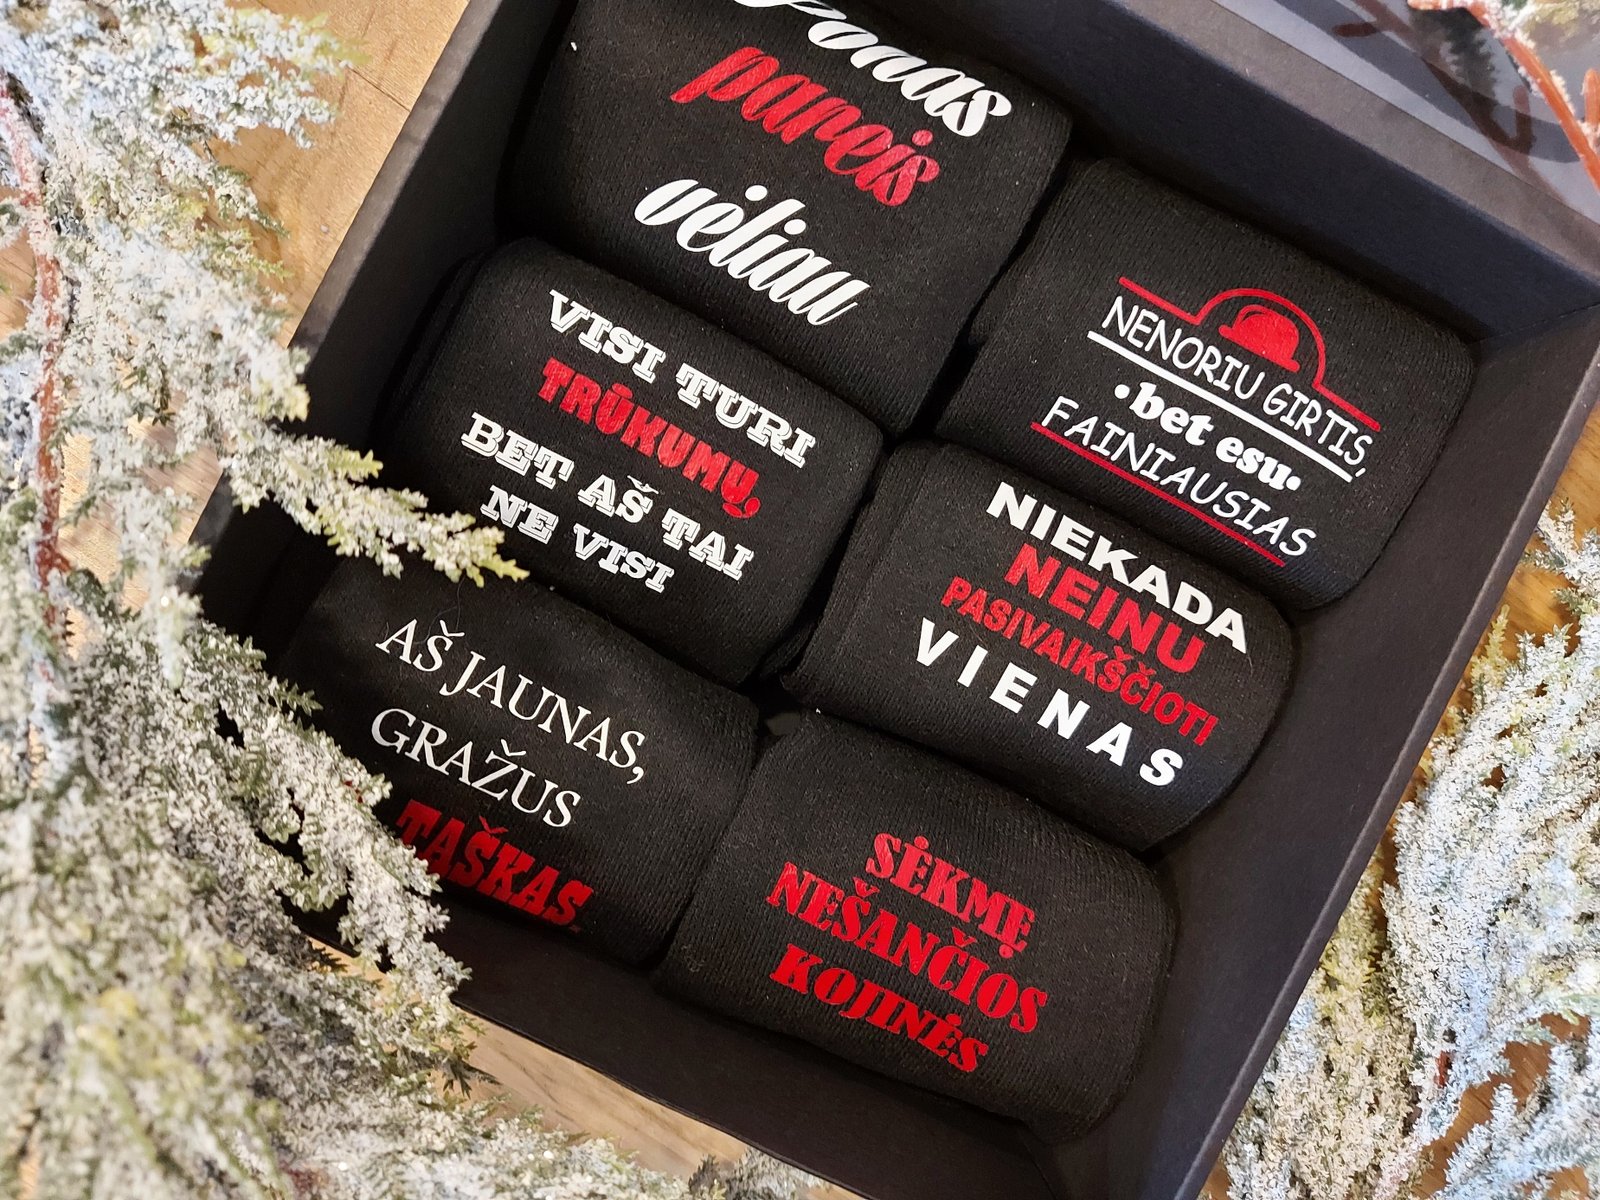 pareis
vėliau
NENORIU GIRTIS,
•bet esu•
FAINIAUSIAS
VISI TURI
TRŪKUMŲ,
BET AŠ TAI
NE VISI
NIEKADA
NEINU
PASIVAIKŠČIOTI
VIENAS
AŠ JAUNAS,
GRAŽUS
TAŠKAS.
SĖKMĘ
NEŠANČIOS
KOJINĖS